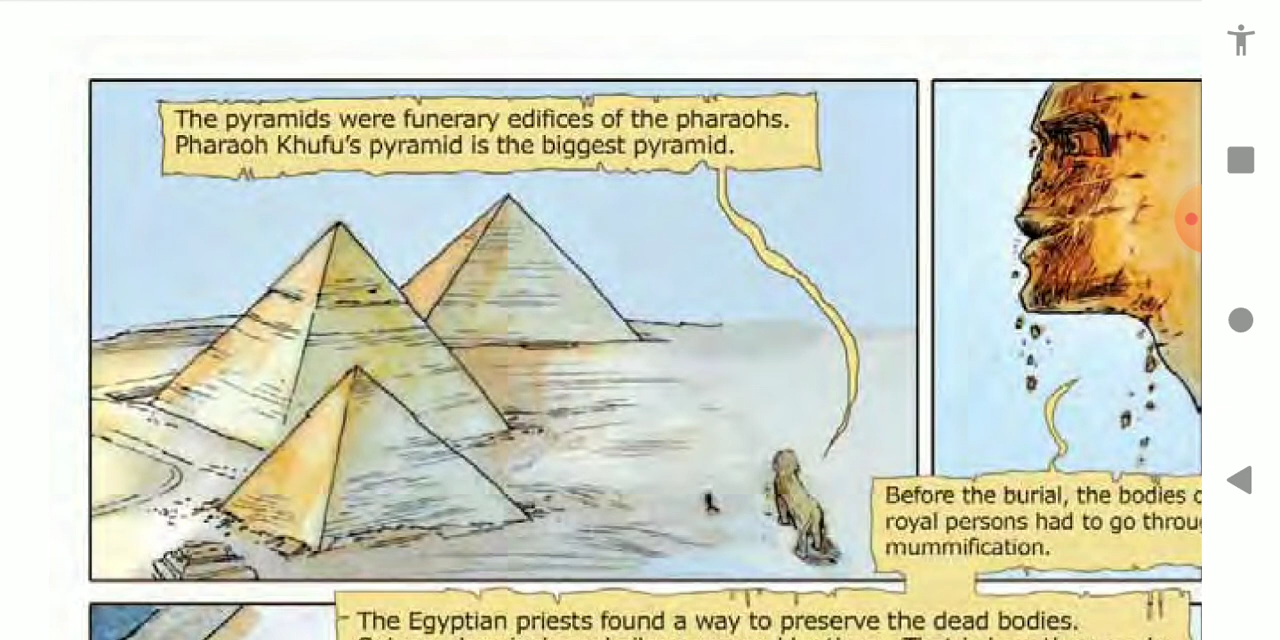 The pyramids were funerary edifices of the pharaohs.
Pharaoh Khufu's pyramid is the biggest pyramid.
Before the burial, the bodies
royal persons had to go
mummification.
The Egyptian priests found a way to preserve the dead bodies.